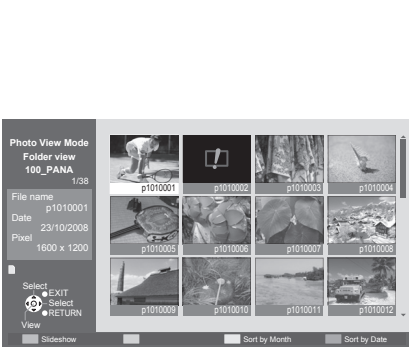 Photo View Mode
Folder view
100_PANA
1/38
File name
p1010001
Date
23/10/2008
Pixel
1600 x 1200
Select
EXIT
Select
RETURN
View
p1010001 p1010002 p1010003 p1010004
p1010005 p1010006 p1010007 p1010008
p1010009 p1010010 p1010011 p1010012
Slideshow Sort by Month Sort by Date